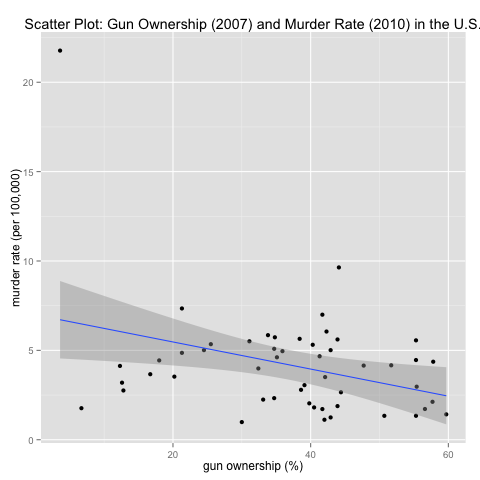 Scatter Plot: Gun Ownership (2007) and Murder Rate (2010) in the U.S.
murder rate (per 100,000)
20
15
10
5
0
20 40 60
gun ownership (%)